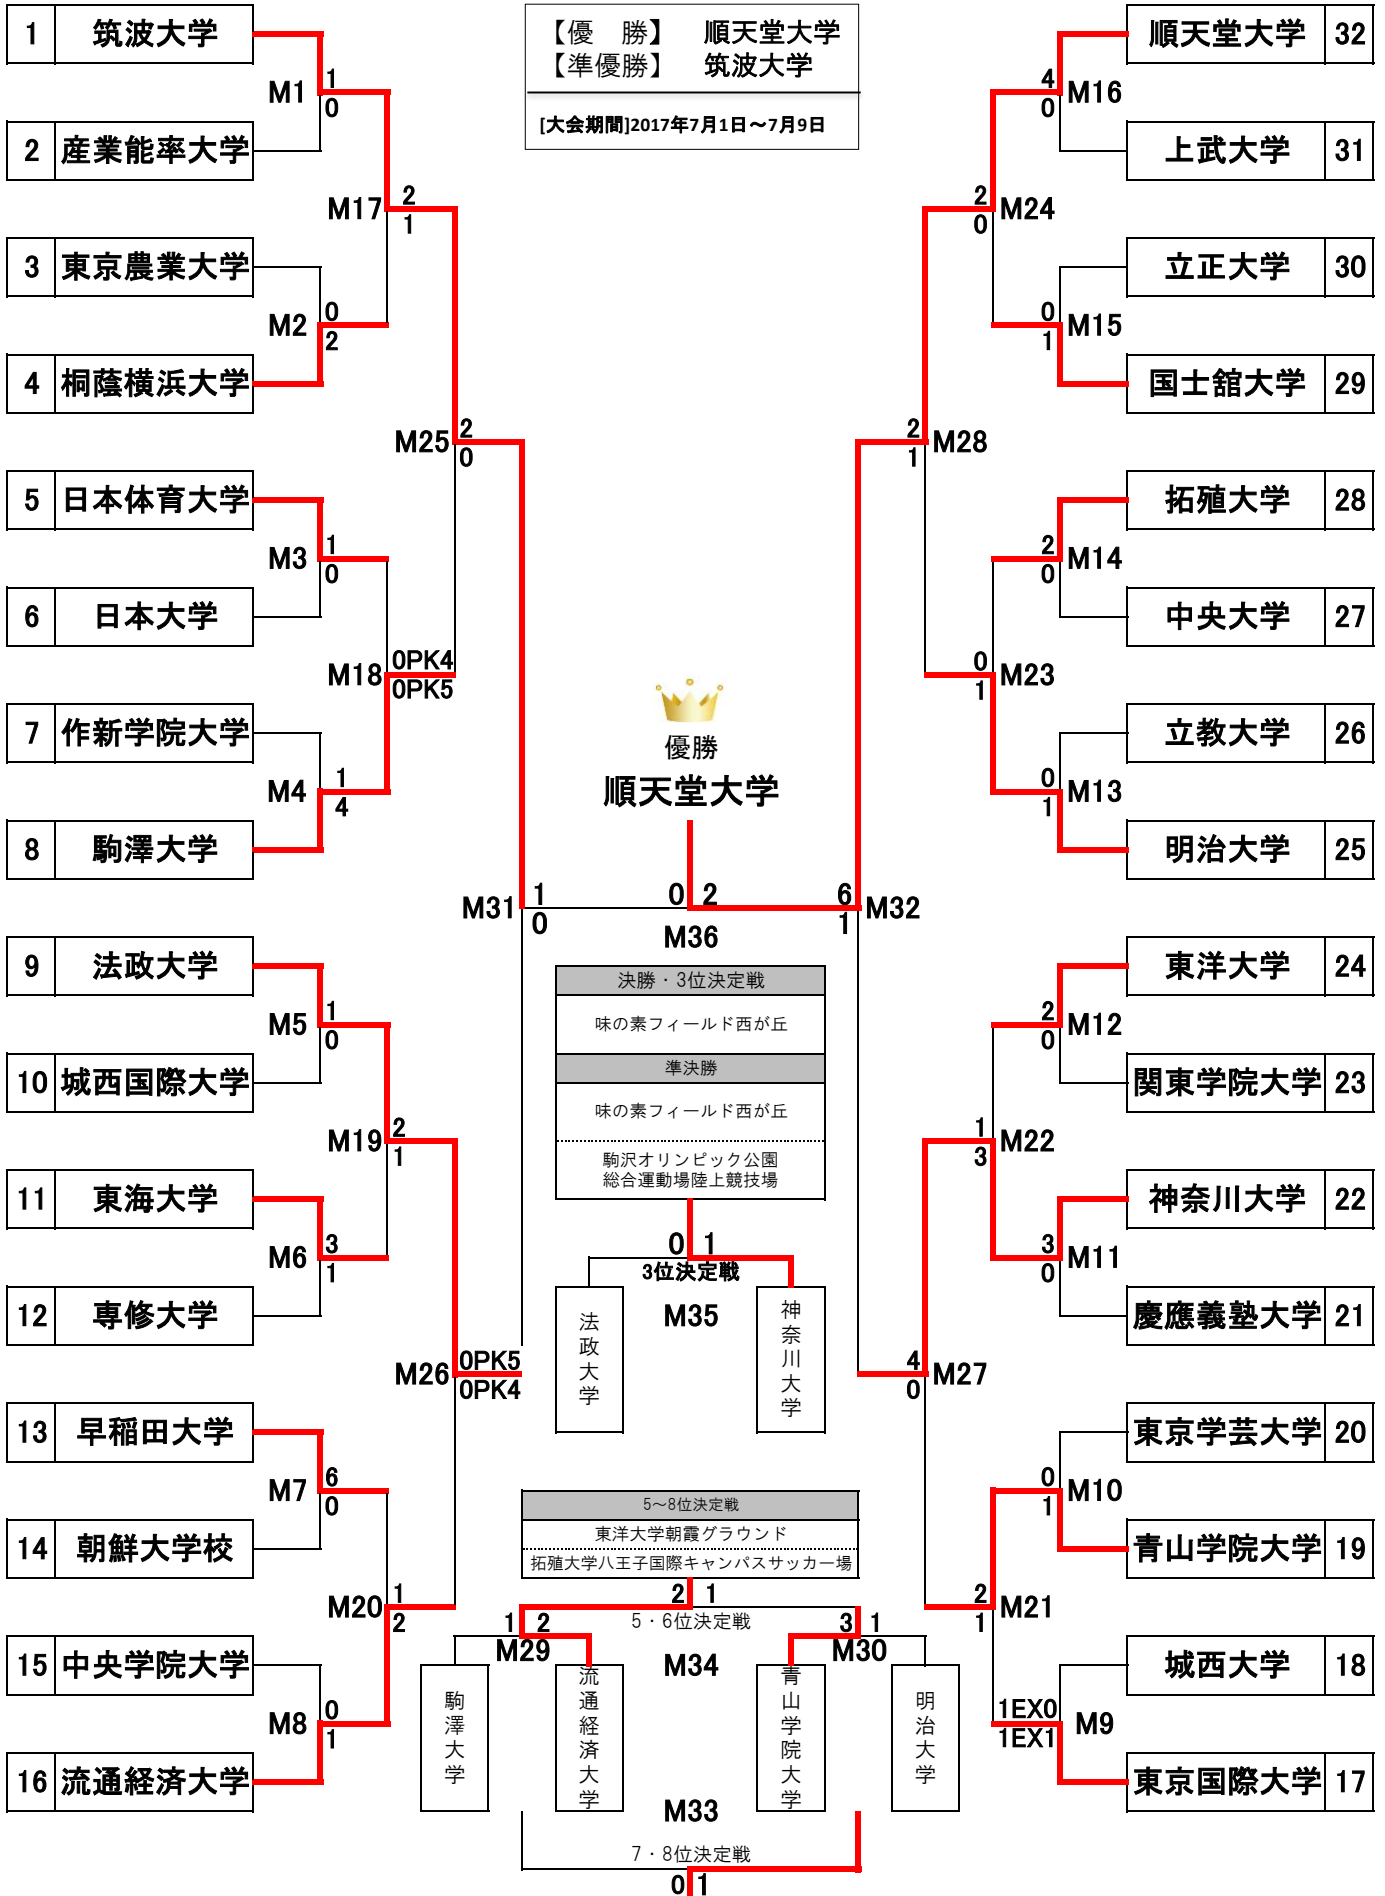 【優　勝】　順天堂大学
【準優勝】　筑波大学
[大会期間]2017年7月1日～7月9日
1 筑波大学
M1
1
0
2 産業能率大学
M17
2
1
3 東京農業大学
M2
0
2
4 桐蔭横浜大学
M25
2
0
5 日本体育大学
M3
1
0
6 日本大学
M18
0PK4
0PK5
7 作新学院大学
M4
1
4
8 駒澤大学
M31
1
0
9 法政大学
M5
1
0
10 城西国際大学
M19
2
1
11 東海大学
M6
3
1
12 専修大学
M26
0PK5
0PK4
13 早稲田大学
M7
6
0
14 朝鮮大学校
M20
1
2
15 中央学院大学
M8
0
1
16 流通経済大学
優勝
順天堂大学
0 2
M36
決勝・3位決定戦
味の素フィールド西が丘
準決勝
味の素フィールド西が丘
駒沢オリンピック公園
総合運動場陸上競技場
0 1
3位決定戦
M35
法政大学
神奈川大学
5～8位決定戦
東洋大学朝霞グラウンド
拓殖大学八王子国際キャンパスサッカー場
2 1
5・6位決定戦
M34
1 2
M29
3 1
M30
駒澤大学
流通経済大学
青山学院大学
明治大学
M33
7・8位決定戦
0 1
順天堂大学 32
4
0
M16
上武大学 31
2
0
M24
立正大学 30
0
1
M15
国士舘大学 29
2
1
M28
拓殖大学 28
2
0
M14
中央大学 27
0
1
M23
立教大学 26
0
1
M13
明治大学 25
6
1
M32
東洋大学 24
2
0
M12
関東学院大学 23
1
3
M22
神奈川大学 22
3
0
M11
慶應義塾大学 21
4
0
M27
東京学芸大学 20
0
1
M10
青山学院大学 19
2
1
M21
城西大学 18
1EX0
1EX1
M9
東京国際大学 17